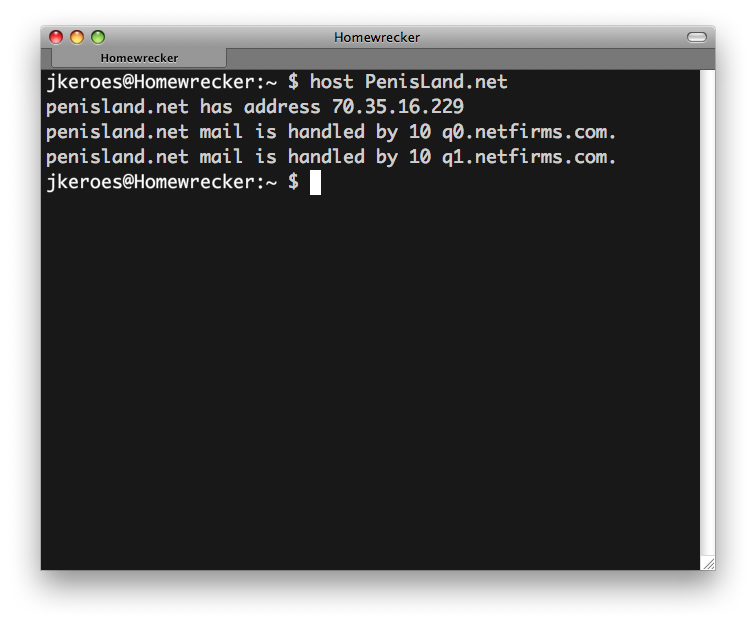 Homewrecker
Homewrecker
jkeroes@Homewrecker:~ $ host PenisLand.net
penisland.net has address 70.35.16.229
penisland.net mail is handled by 10 q0.netfirms.com.
penisland.net mail is handled by 10 q1.netfirms.com.
jkeroes@Homewrecker:~ $